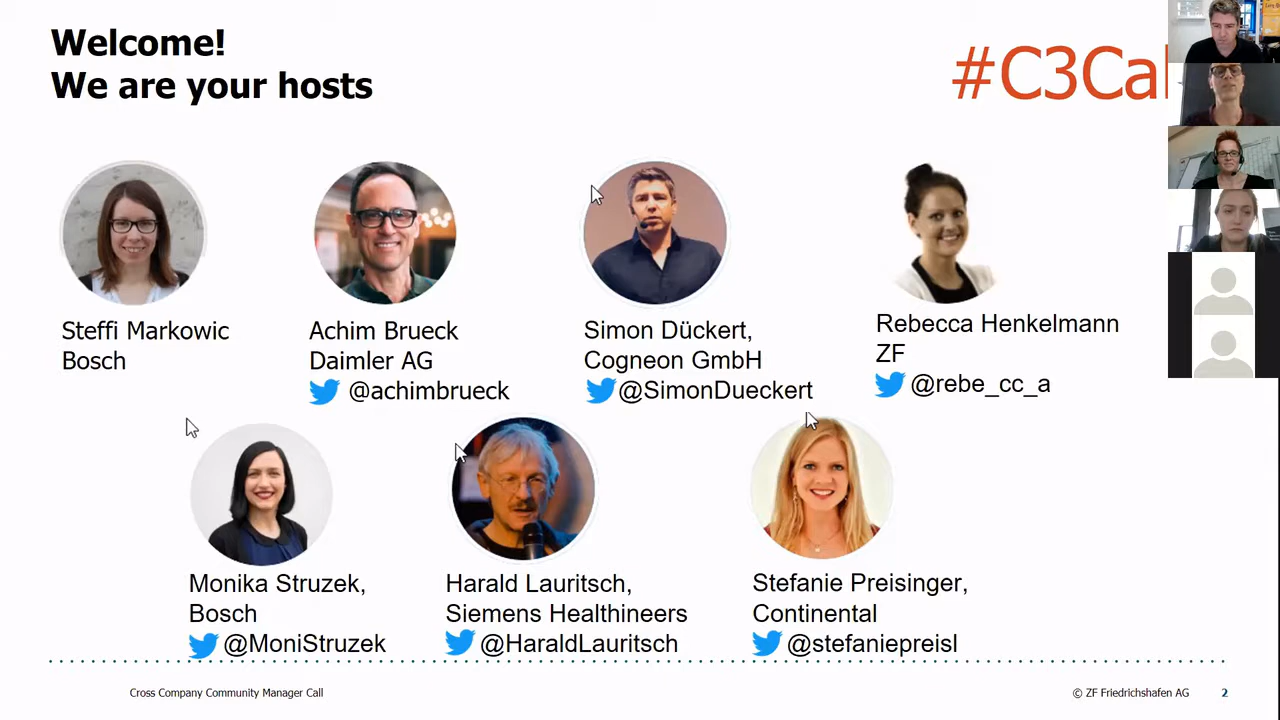 Welcome!
We are your hosts
#C3Cal
Steffi Markowic
Bosch
Achim Brueck
Daimler AG
@achimbrueck
Simon Dückert,
Cogneon GmbH
@SimonDueckert
Rebecca Henkelmann
ZF
@rebe_cc_a
Monika Struzek,
Bosch
@MoniStruzek
Harald Lauritsch,
Siemens Healthineers
@HaraldLauritsch
Stefanie Preisinger,
Continental
@stefaniepreisl
Cross Company Community Manager Call
© ZF Friedrichshafen AG
2